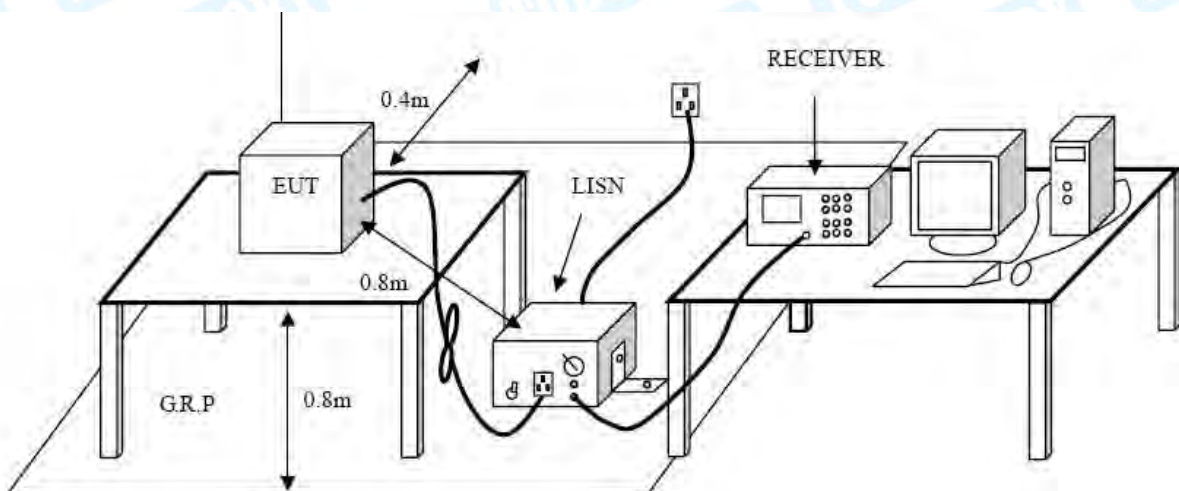 RECEIVER
0.4m
EUT
LISN
0.8m
G.R.P
0.8m